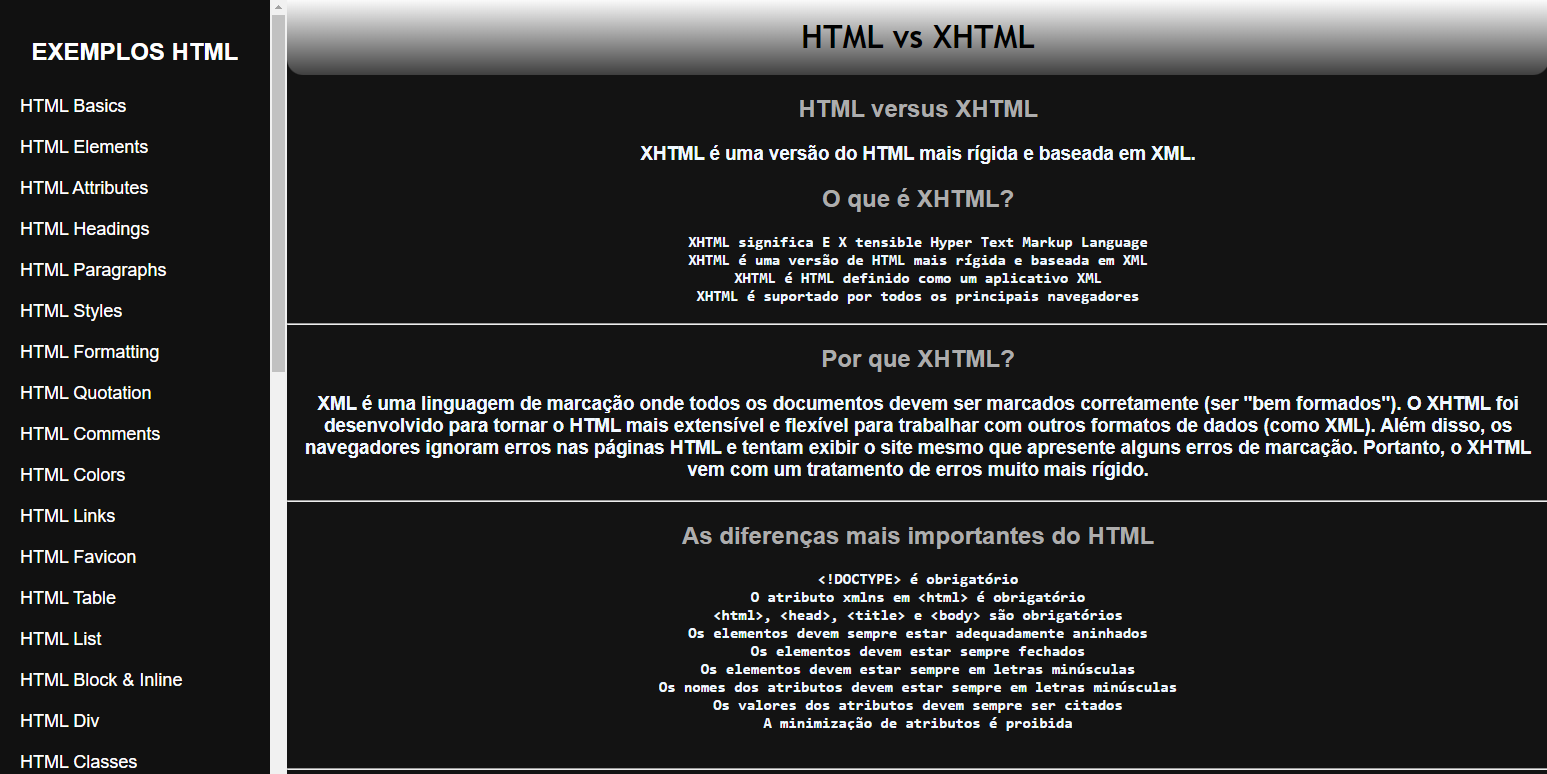 EXEMPLOS HTML
HTML Basics
HTML Elements
HTML Attributes
HTML Headings
HTML Paragraphs
HTML Styles
HTML Formatting
HTML Quotation
HTML Comments
HTML Colors
HTML Links
HTML Favicon
HTML Table
HTML List
HTML Block & Inline
HTML Div
HTML Classes
HTML vs XHTML
HTML versus XHTML
XHTML é uma versão do HTML mais rígida e baseada em XML.
O que é XHTML?
XHTML significa E X tensible Hyper Text Markup Language
XHTML é uma versão de HTML mais rígida e baseada em XML
XHTML é HTML definido como um aplicativo XML
XHTML é suportado por todos os principais navegadores
Por que XHTML?
XML é uma linguagem de marcação onde todos os documentos devem ser marcados corretamente (ser "bem formados"). O XHTML foi
desenvolvido para tornar o HTML mais extensível e flexível para trabalhar com outros formatos de dados (como XML). Além disso, os
navegadores ignoram erros nas páginas HTML e tentam exibir o site mesmo que apresente alguns erros de marcação. Portanto, o XHTML
vem com um tratamento de erros muito mais rígido.
As diferenças mais importantes do HTML
<!DOCTYPE> é obrigatório
O atributo xmlns em <html> é obrigatório
<html>, <head>, <title> e <body> são obrigatórios
Os elementos devem sempre estar adequadamente aninhados
Os elementos devem estar sempre fechados
Os elementos devem estar sempre em letras minúsculas
Os nomes dos atributos devem estar sempre em letras minúsculas
Os valores dos atributos devem sempre ser citados
A minimização de atributos é proibida